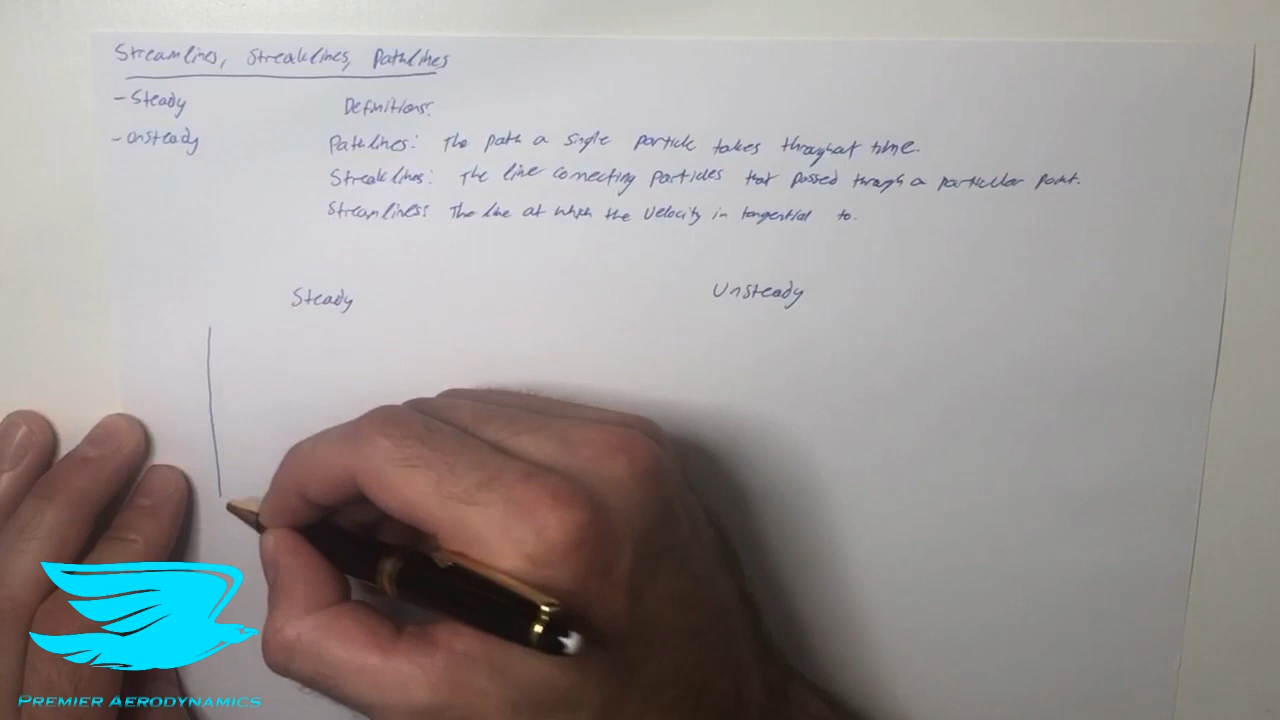 Streamlines, Streaklines, Pathlines
- Steady
Definitions:
- Unsteady
Pathlines: The path a single particle takes throughout time.
Streaklines: The line connecting particles that passed through a particular point.
Streamlines: The line at which the velocity in tangential to.
Steady
Unsteady
PREMIER AERODYNAMICS